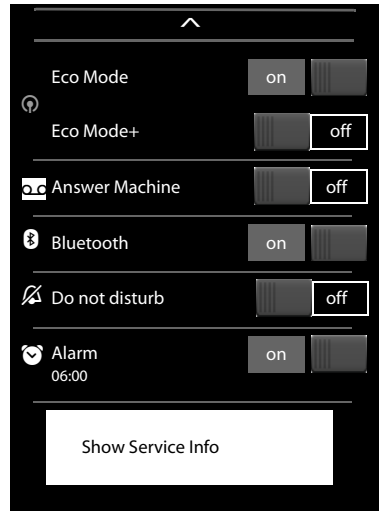 Eco Mode on
Eco Mode+ off
Answer Machine off
Bluetooth on
Do not disturb off
Alarm on
06:00
Show Service Info